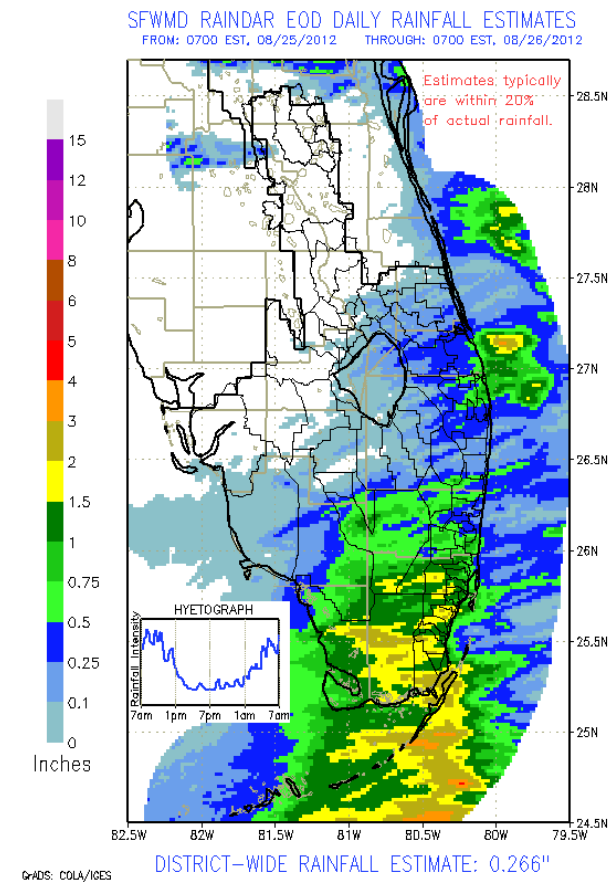 SFWMD RAINDAR EOD DAILY RAINFALL ESTIMATES
FROM: 0700 EST, 08/25/2012 THROUGH: 0700 EST, 08/26/2012
Estimates typically
are within 20%
of actual rainfall.
15
12
10
8
6
5
4
3
2
1.5
1
0.75
0.5
0.25
0.1
0
Inches
28.5N
28N
27.5N
27N
26.5N
26N
25.5N
25N
24.5N
HYETOGRAPH
Rainfall Intensity
7am 1pm 7pm 1am 7am
82.5W 82W 81.5W 81W 80.5W 80W 79.5W
GrADS: COLA/IGES
DISTRICT-WIDE RAINFALL ESTIMATE: 0.266"